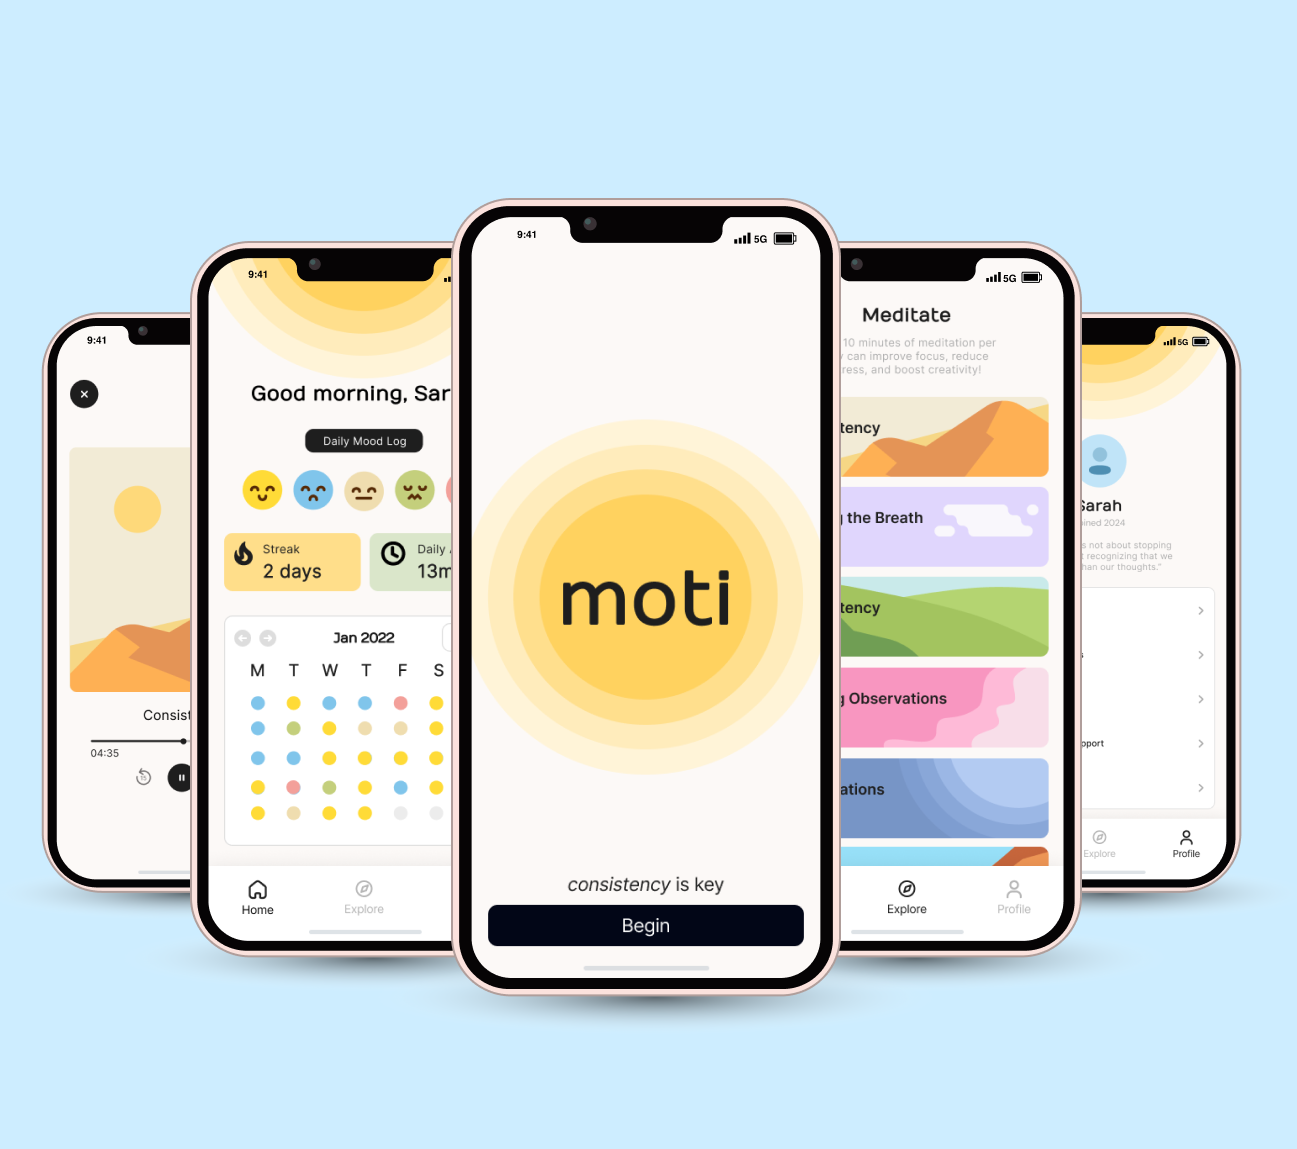 9:41
Consist
04:35
15
9:41
Good morning, Sar
Daily Mood Log
Streak
2 days
Daily
13m
Jan 2022
M T W T F S
Home
Explore
9:41
5G
moti
consistency is key
Begin
5G
Meditate
10 minutes of meditation per
can improve focus, reduce
ress, and boost creativity!
tency
the Breath
tency
Observations
ations
Explore
Profile
5G
Sarah
ined 2024
s not about stopping
t recognizing that we
han our thoughts."
s
pport
Explore
Profile